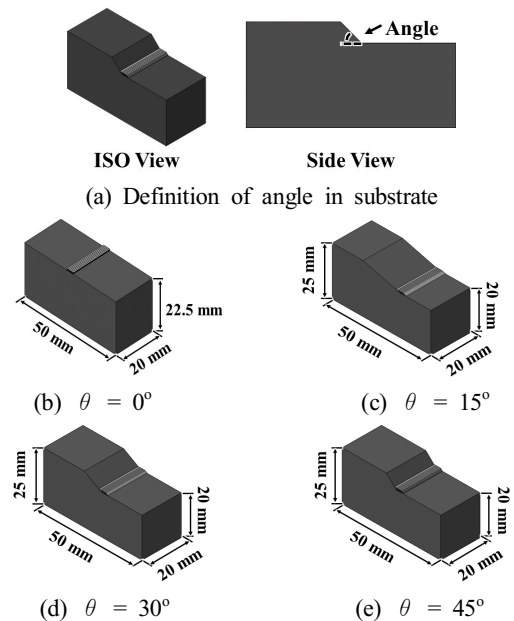 Angle
ISO View
Side View
(a) Definition of angle in substrate
22.5 mm
50 mm
20 mm
(b) θ = 0°
25 mm
50 mm
20 mm
20 mm
(c) θ = 15°
25 mm
50 mm
20 mm
20 mm
(d) θ = 30°
25 mm
50 mm
20 mm
20 mm
(e) θ = 45°